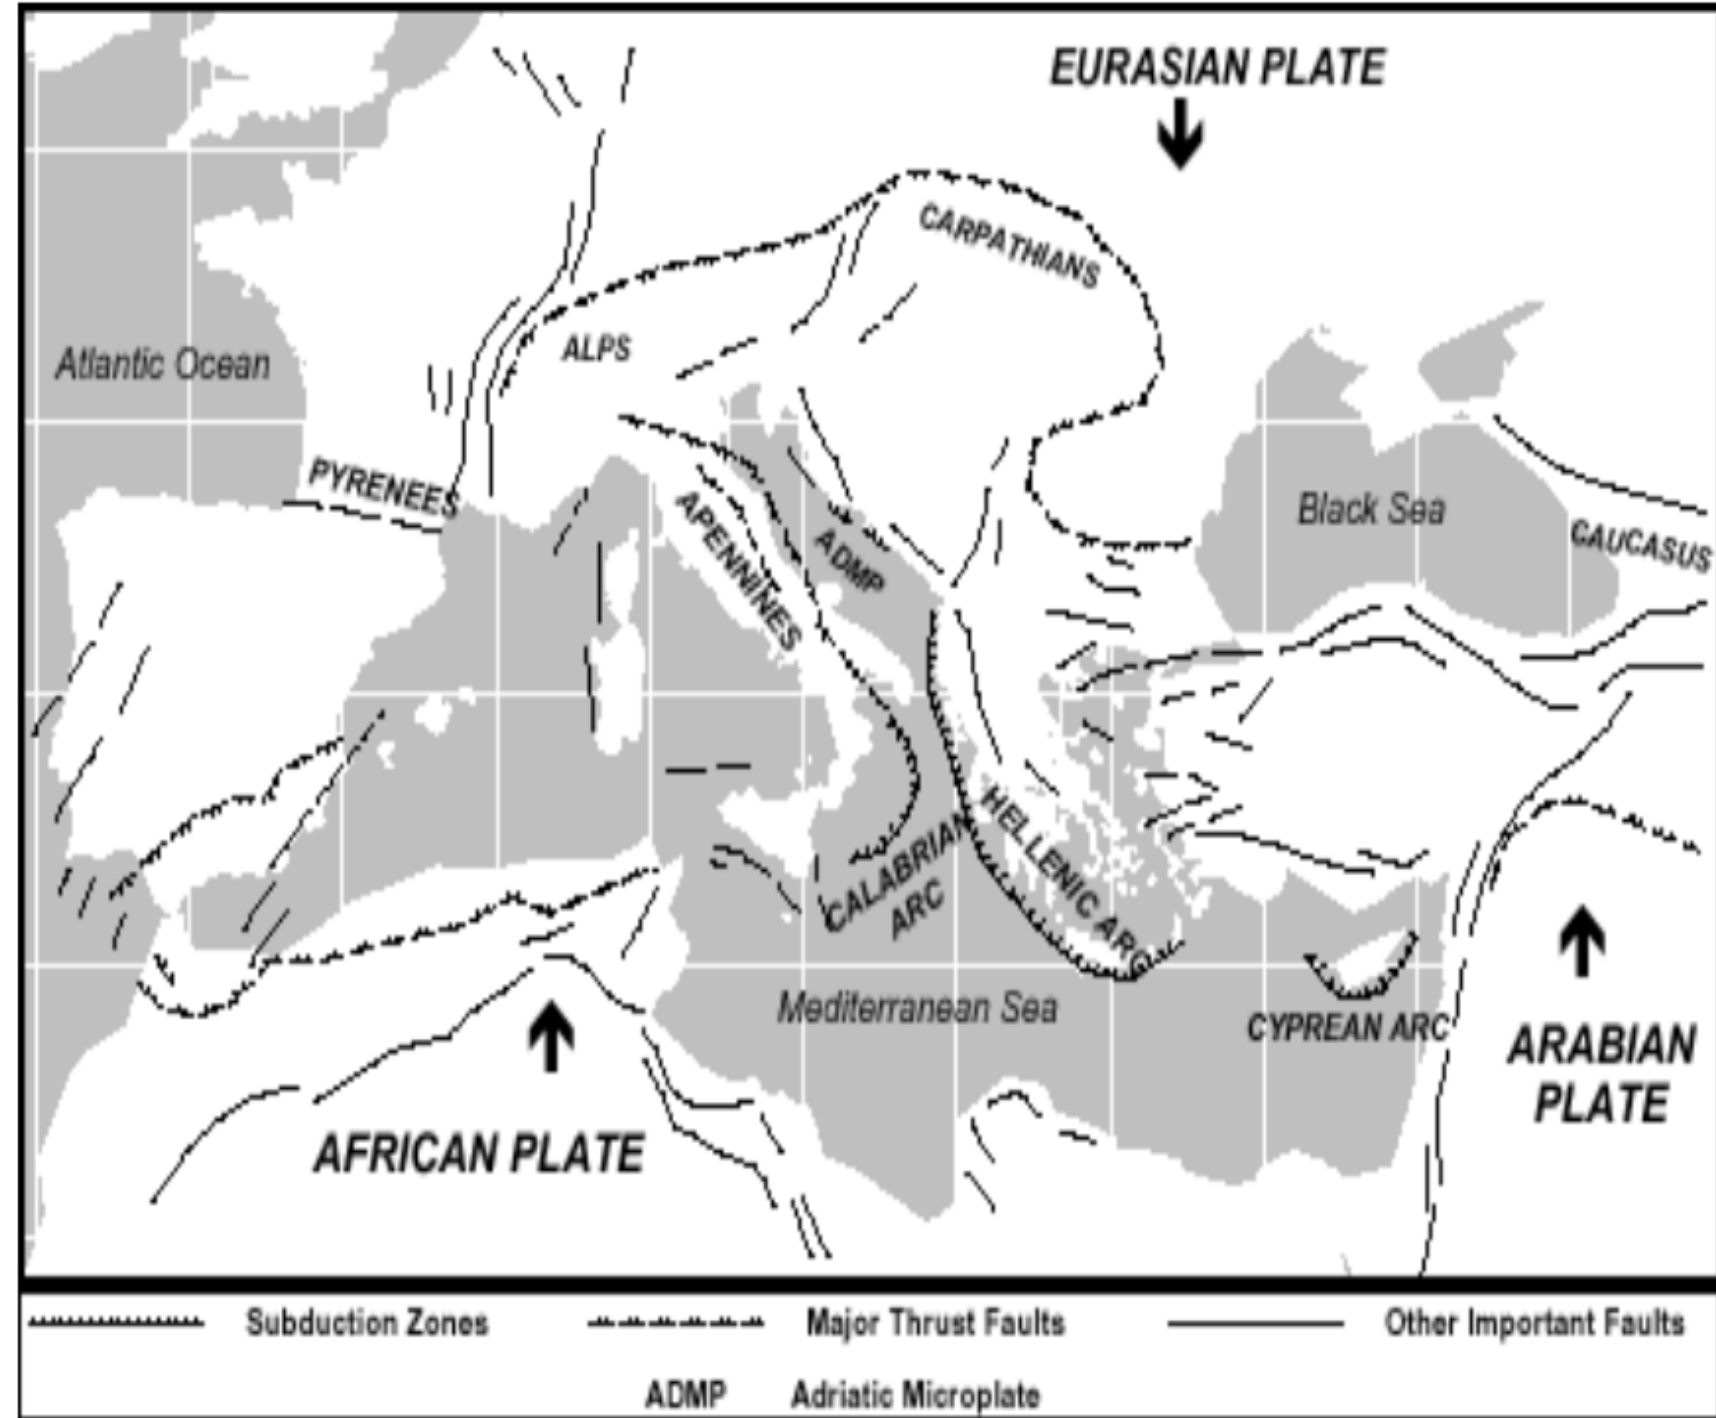 EURASIAN PLATE
CARPATHIANS
ALPS
Atlantic Ocean
PYRENEES
Black Sea
CAUCASUS
APENNINES
ADMP
HELLENIC ARC
CALABRIAN
ARC
Mediterranean Sea
CYPREAN ARC
ARABIAN
PLATE
AFRICAN PLATE
Subduction Zones
Major Thrust Faults
Other Important Faults
ADMP
Adriatic Microplate